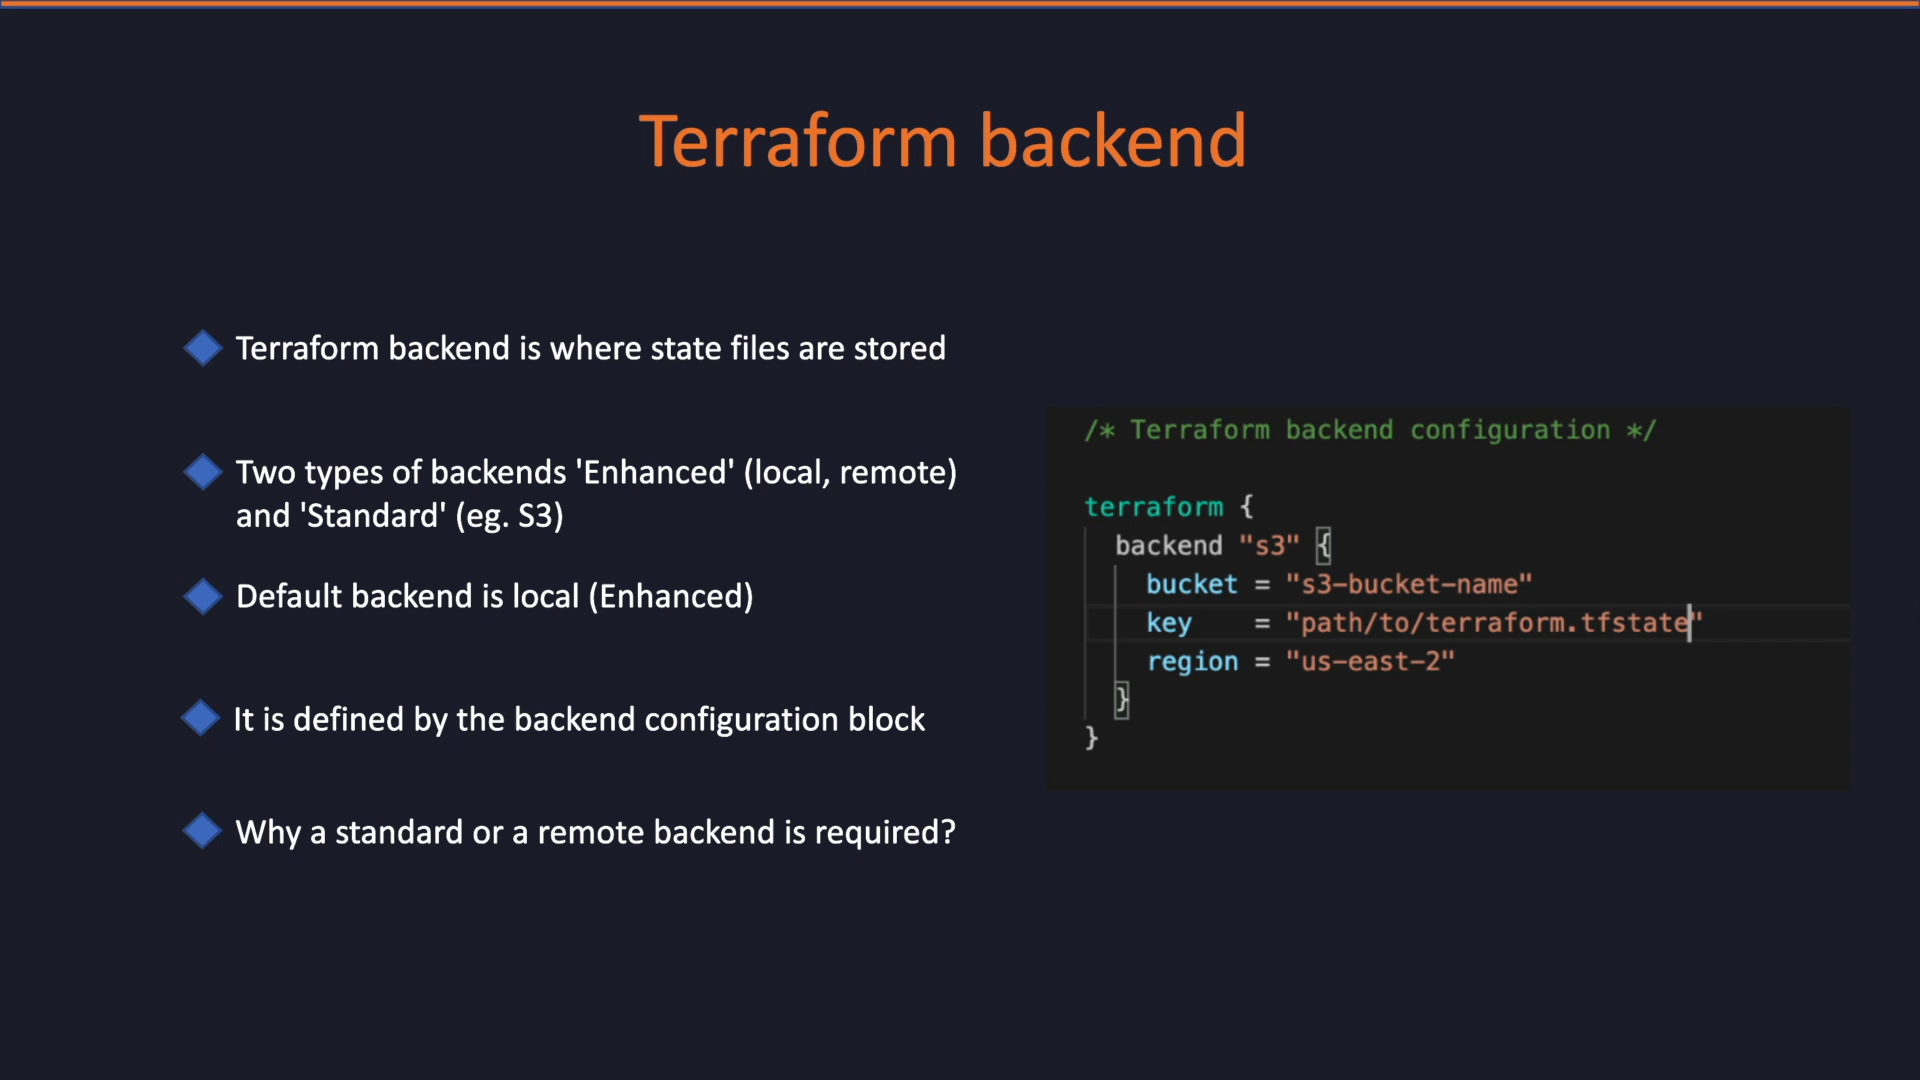 Terraform backend
Terraform backend is where state files are stored
Two types of backends 'Enhanced' (local, remote)
and 'Standard' (eg. S3)
Default backend is local (Enhanced)
It is defined by the backend configuration block
Why a standard or a remote backend is required?
/* Terraform backend configuration */
terraform {
  backend "s3" {
    bucket = "s3-bucket-name"
    key    = "path/to/terraform.tfstate"
    region = "us-east-2"
  }
}